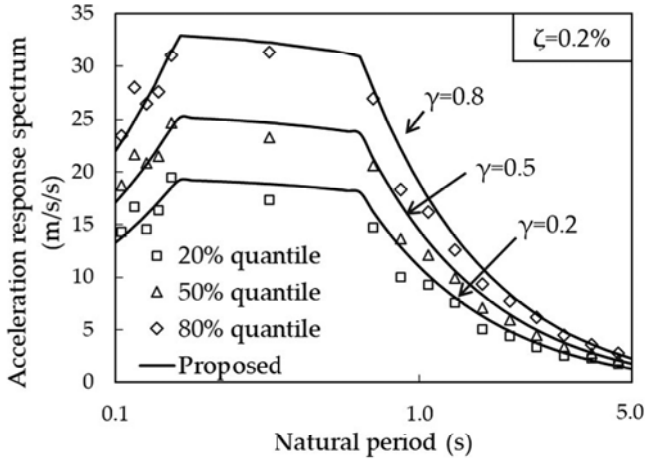 Acceleration response spectrum
(m/s/s)
35
30
25
20
15
10
5
0
ζ=0.2%
γ=0.8
γ=0.5
γ=0.2
20% quantile
50% quantile
80% quantile
Proposed
0.1
1.0
5.0
Natural period (s)